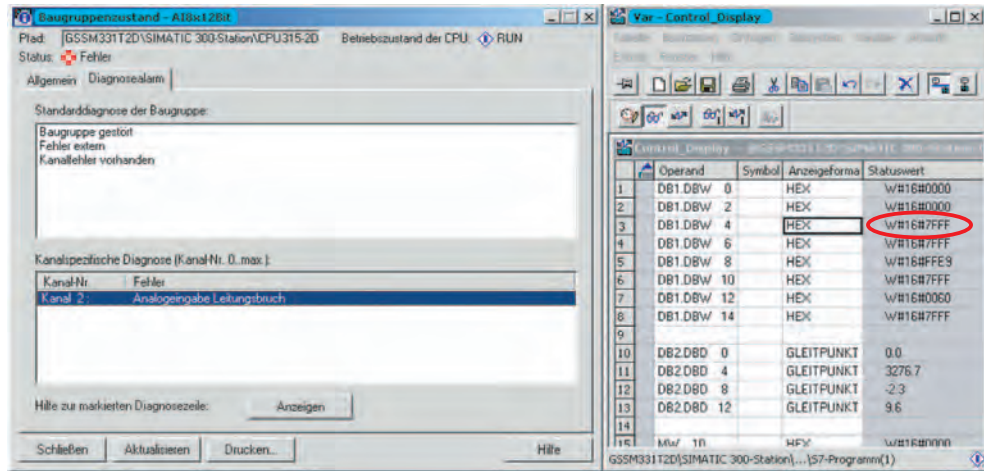 Baugruppenzustand - AI8x12Bit
Pfad: GSSM331T2D\SIMATIC 300-Station\CPU315-2D Betriebszustand der CPU: RUN
Status: Fehler
Allgemein Diagnosealarm
Standarddiagnose der Baugruppe:
Baugruppe gestört
Fehler extern
Kanalfehler vorhanden
Kanalspezifische Diagnose (Kanal-Nr. 0..max.):
Kanal-Nr. Fehler
Kanal 2 : Analogeingabe Leitungsbruch
Hilfe zur markierten Diagnosezeile: Anzeigen
Schließen Aktualisieren Drucken... Hilfe
Var - Control_Display
Control_Display
Operand Symbol Anzeigeforma Statuswert
1 DB1.DBW 0 HEX W#16#0000
2 DB1.DBW 2 HEX W#16#0000
3 DB1.DBW 4 HEX W#16#7FFF
4 DB1.DBW 6 HEX W#16#7FFF
5 DB1.DBW 8 HEX W#16#FFE9
6 DB1.DBW 10 HEX W#16#7FFF
7 DB1.DBW 12 HEX W#16#0060
8 DB1.DBW 14 HEX W#16#7FFF
9
10 DB2.DBD 0 GLEITPUNKT 0.0
11 DB2.DBD 4 GLEITPUNKT 3276.7
12 DB2.DBD 8 GLEITPUNKT -2.3
13 DB2.DBD 12 GLEITPUNKT 9.6
14
15 MW 10 HEX W#16#0000
GSSM331T2D\SIMATIC 300-Station\...\S7-Programm(1)